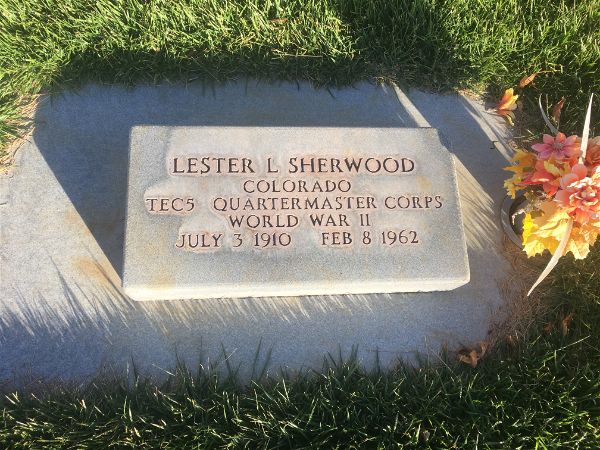 LESTER L SHERWOOD
COLORADO
TEC5 QUARTERMASTER CORPS
WORLD WAR II
JULY 3 1910 FEB 8 1962